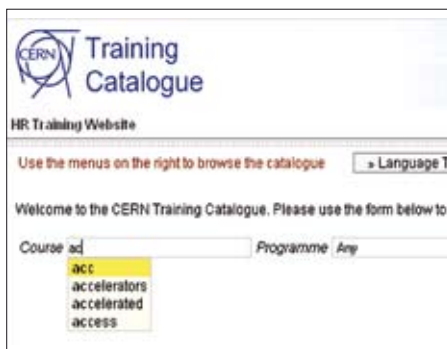 CERN
Training
Catalogue
HR Training Website
Use the menus on the right to browse the catalogue » Language T
Welcome to the CERN Training Catalogue. Please use the form below to
Course ac Programme Any
acc
accelerators
accelerated
access